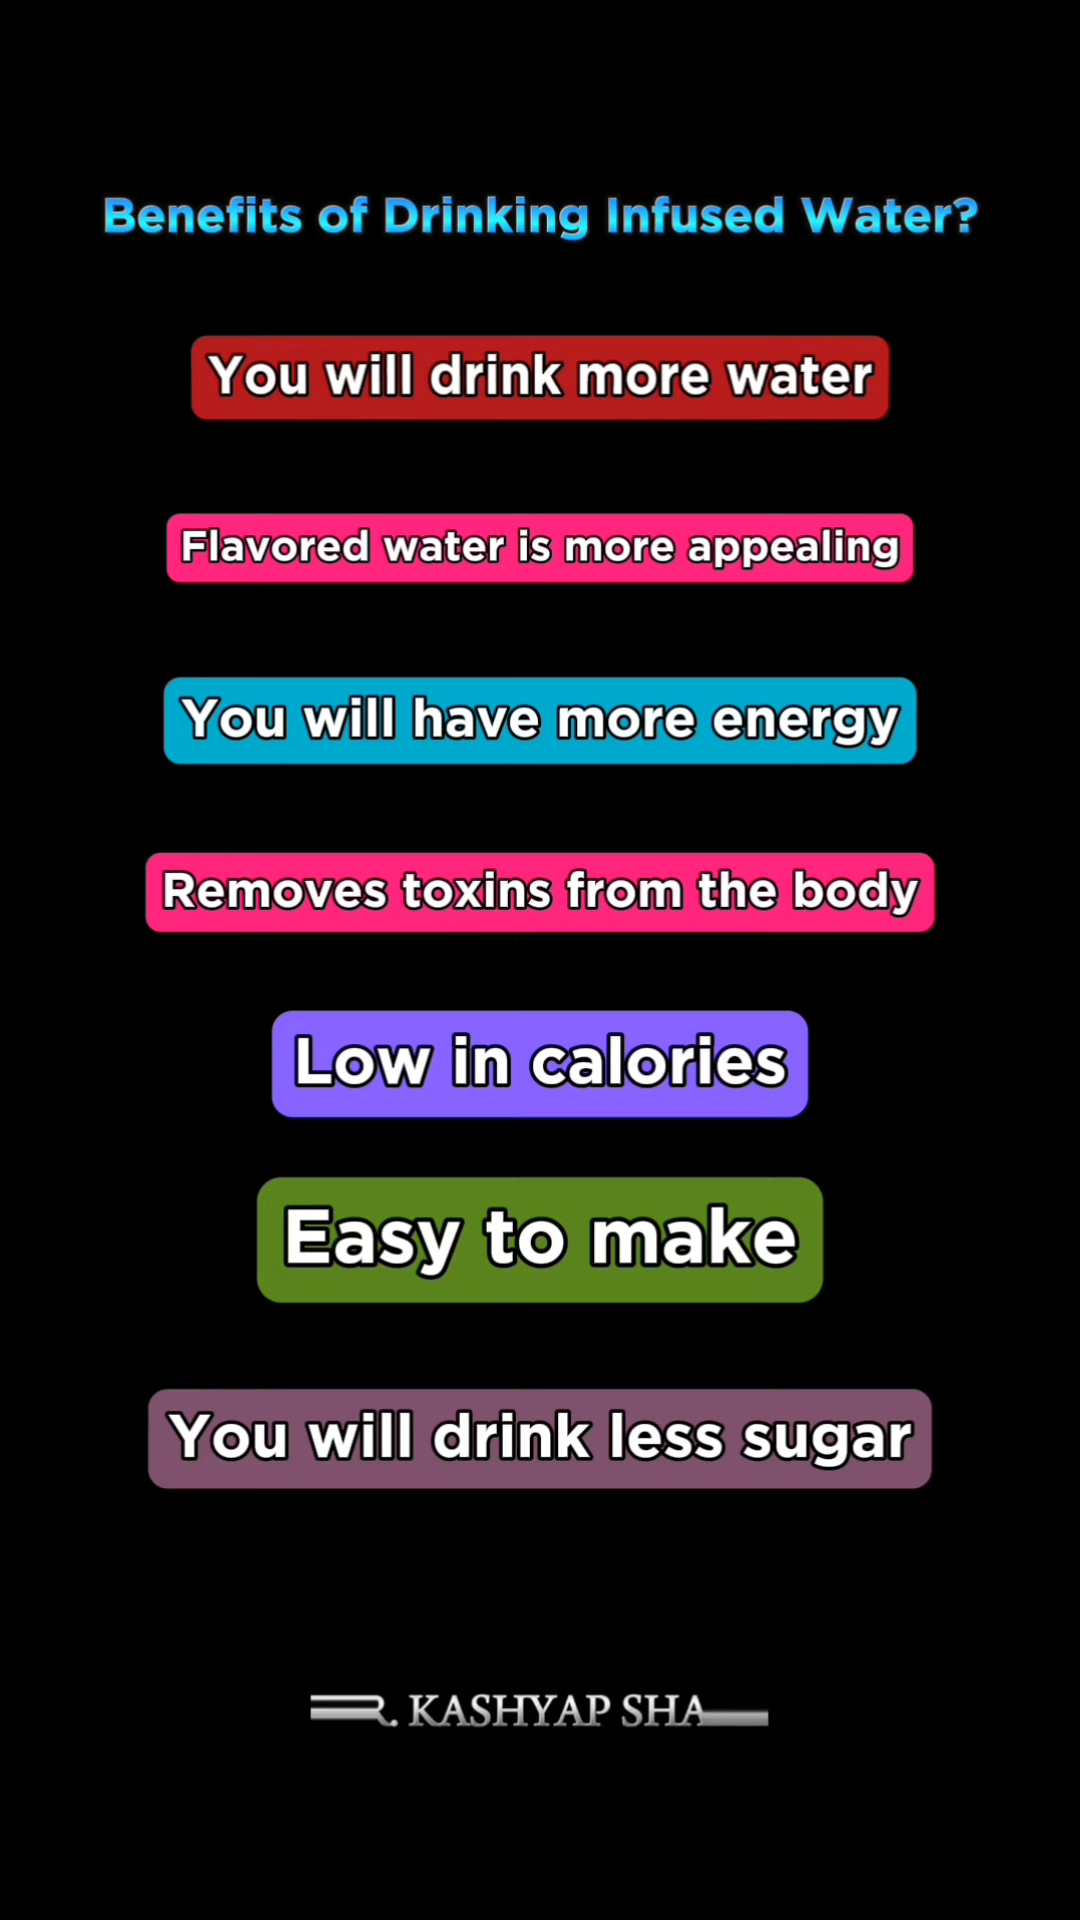 Benefits of Drinking Infused Water?
You will drink more water
Flavored water is more appealing
You will have more energy
Removes toxins from the body
Low in calories
Easy to make
You will drink less sugar
KASHYAP